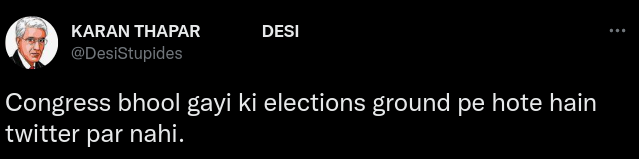 KARAN THAPAR DESI
@DesiStupides
Congress bhool gayi ki elections ground pe hote hain
twitter par nahi.